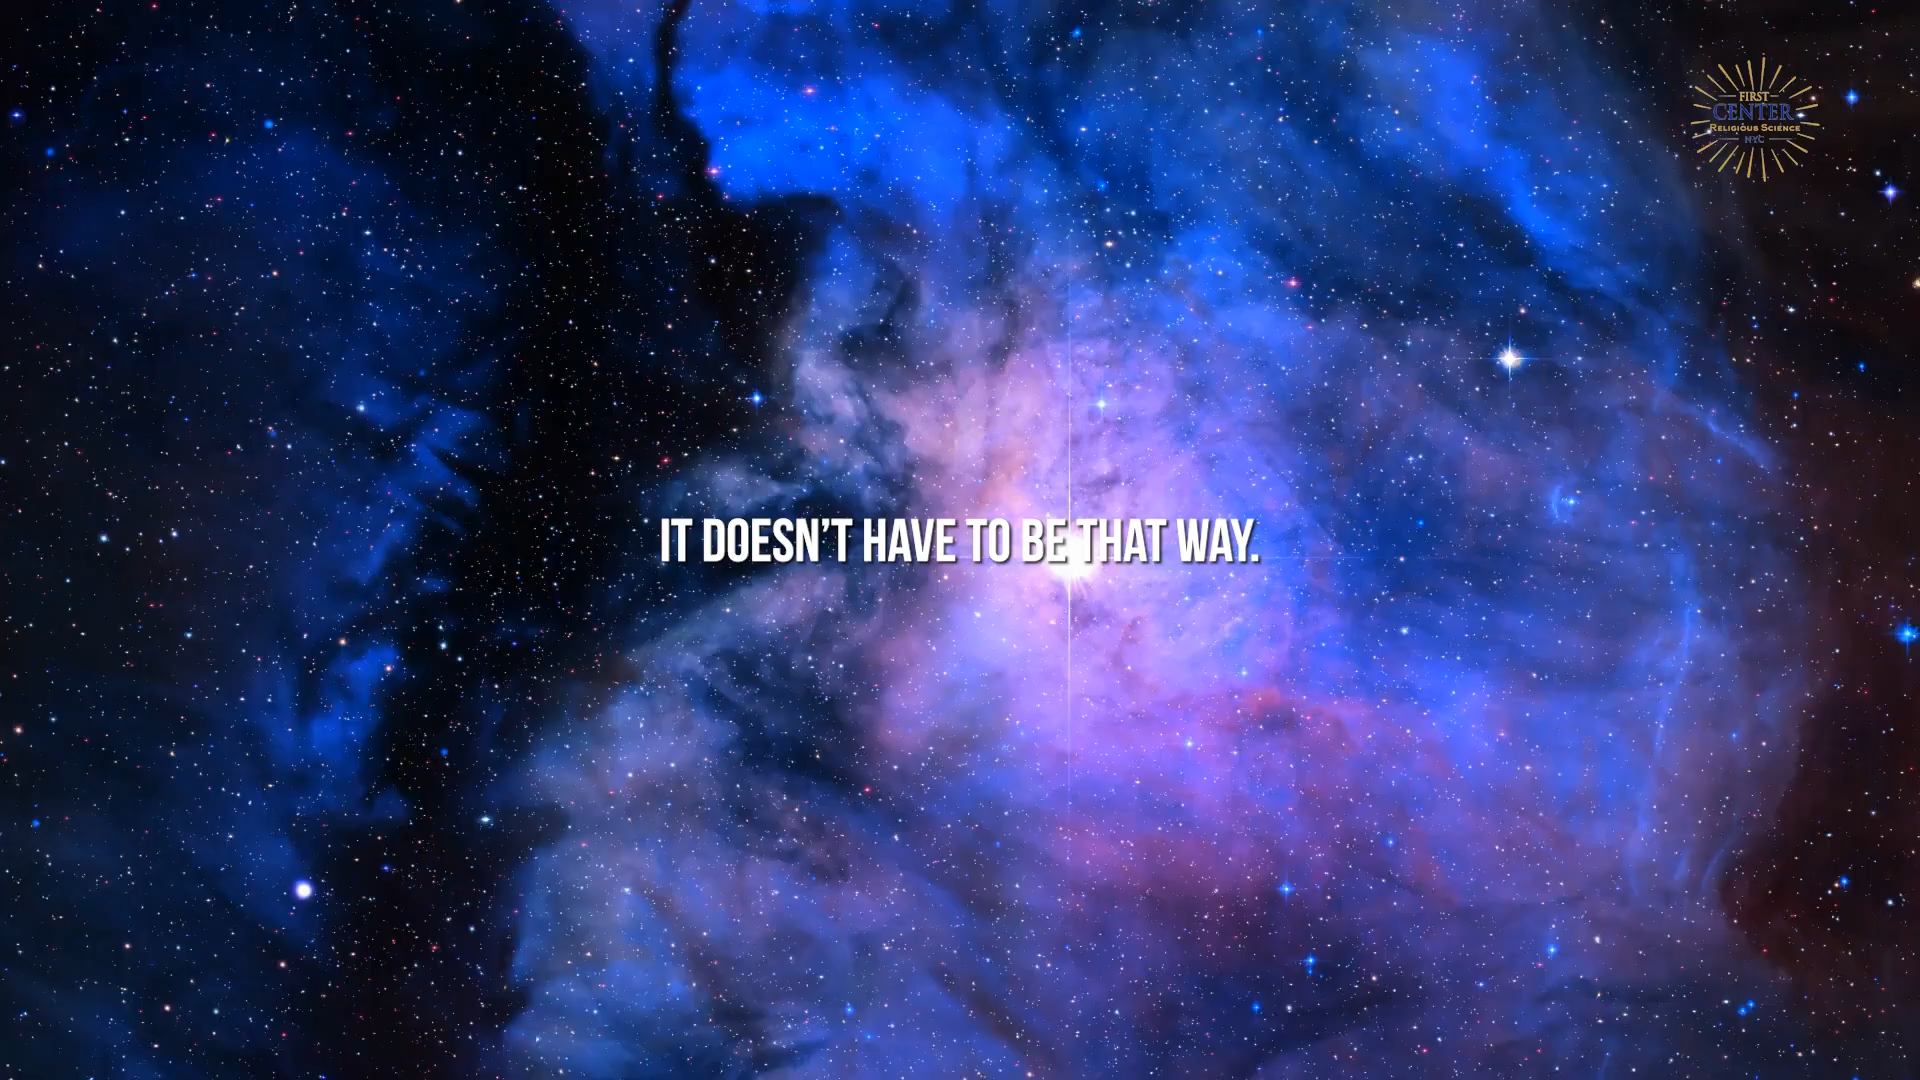 FIRST
CENTER
RELIGIOUS SCIENCE
NYC
IT DOESN'T HAVE TO BE THAT WAY.